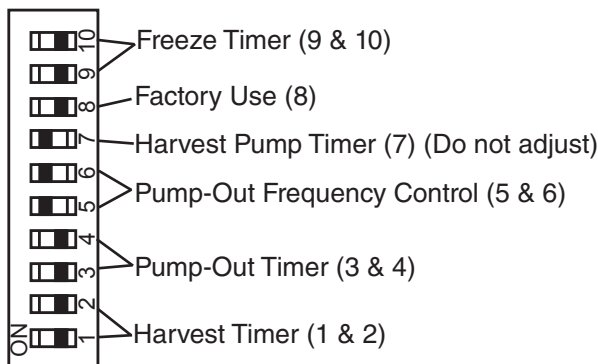 10
Freeze Timer (9 & 10)
9
8
Factory Use (8)
7
Harvest Pump Timer (7) (Do not adjust)
6
Pump-Out Frequency Control (5 & 6)
5
4
Pump-Out Timer (3 & 4)
3
2
Harvest Timer (1 & 2)
1
ON